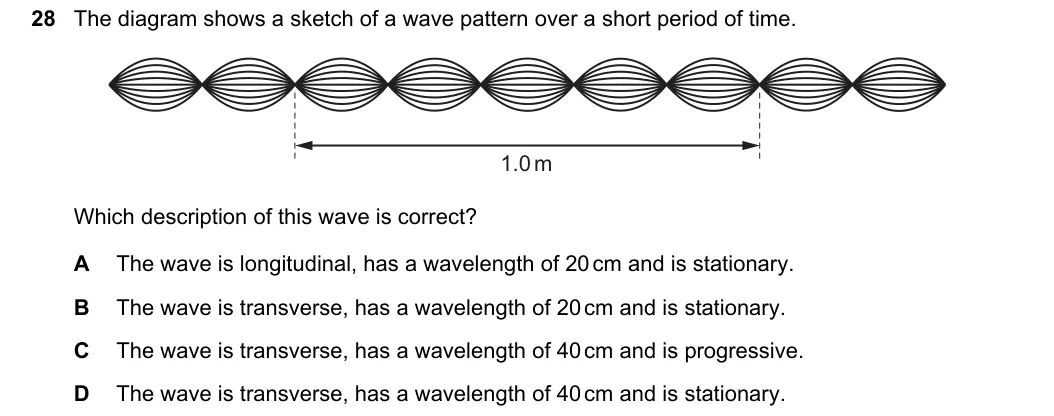 28 The diagram shows a sketch of a wave pattern over a short period of time.
1.0 m
Which description of this wave is correct?
A The wave is longitudinal, has a wavelength of 20 cm and is stationary.
B The wave is transverse, has a wavelength of 20 cm and is stationary.
C The wave is transverse, has a wavelength of 40 cm and is progressive.
D The wave is transverse, has a wavelength of 40 cm and is stationary.